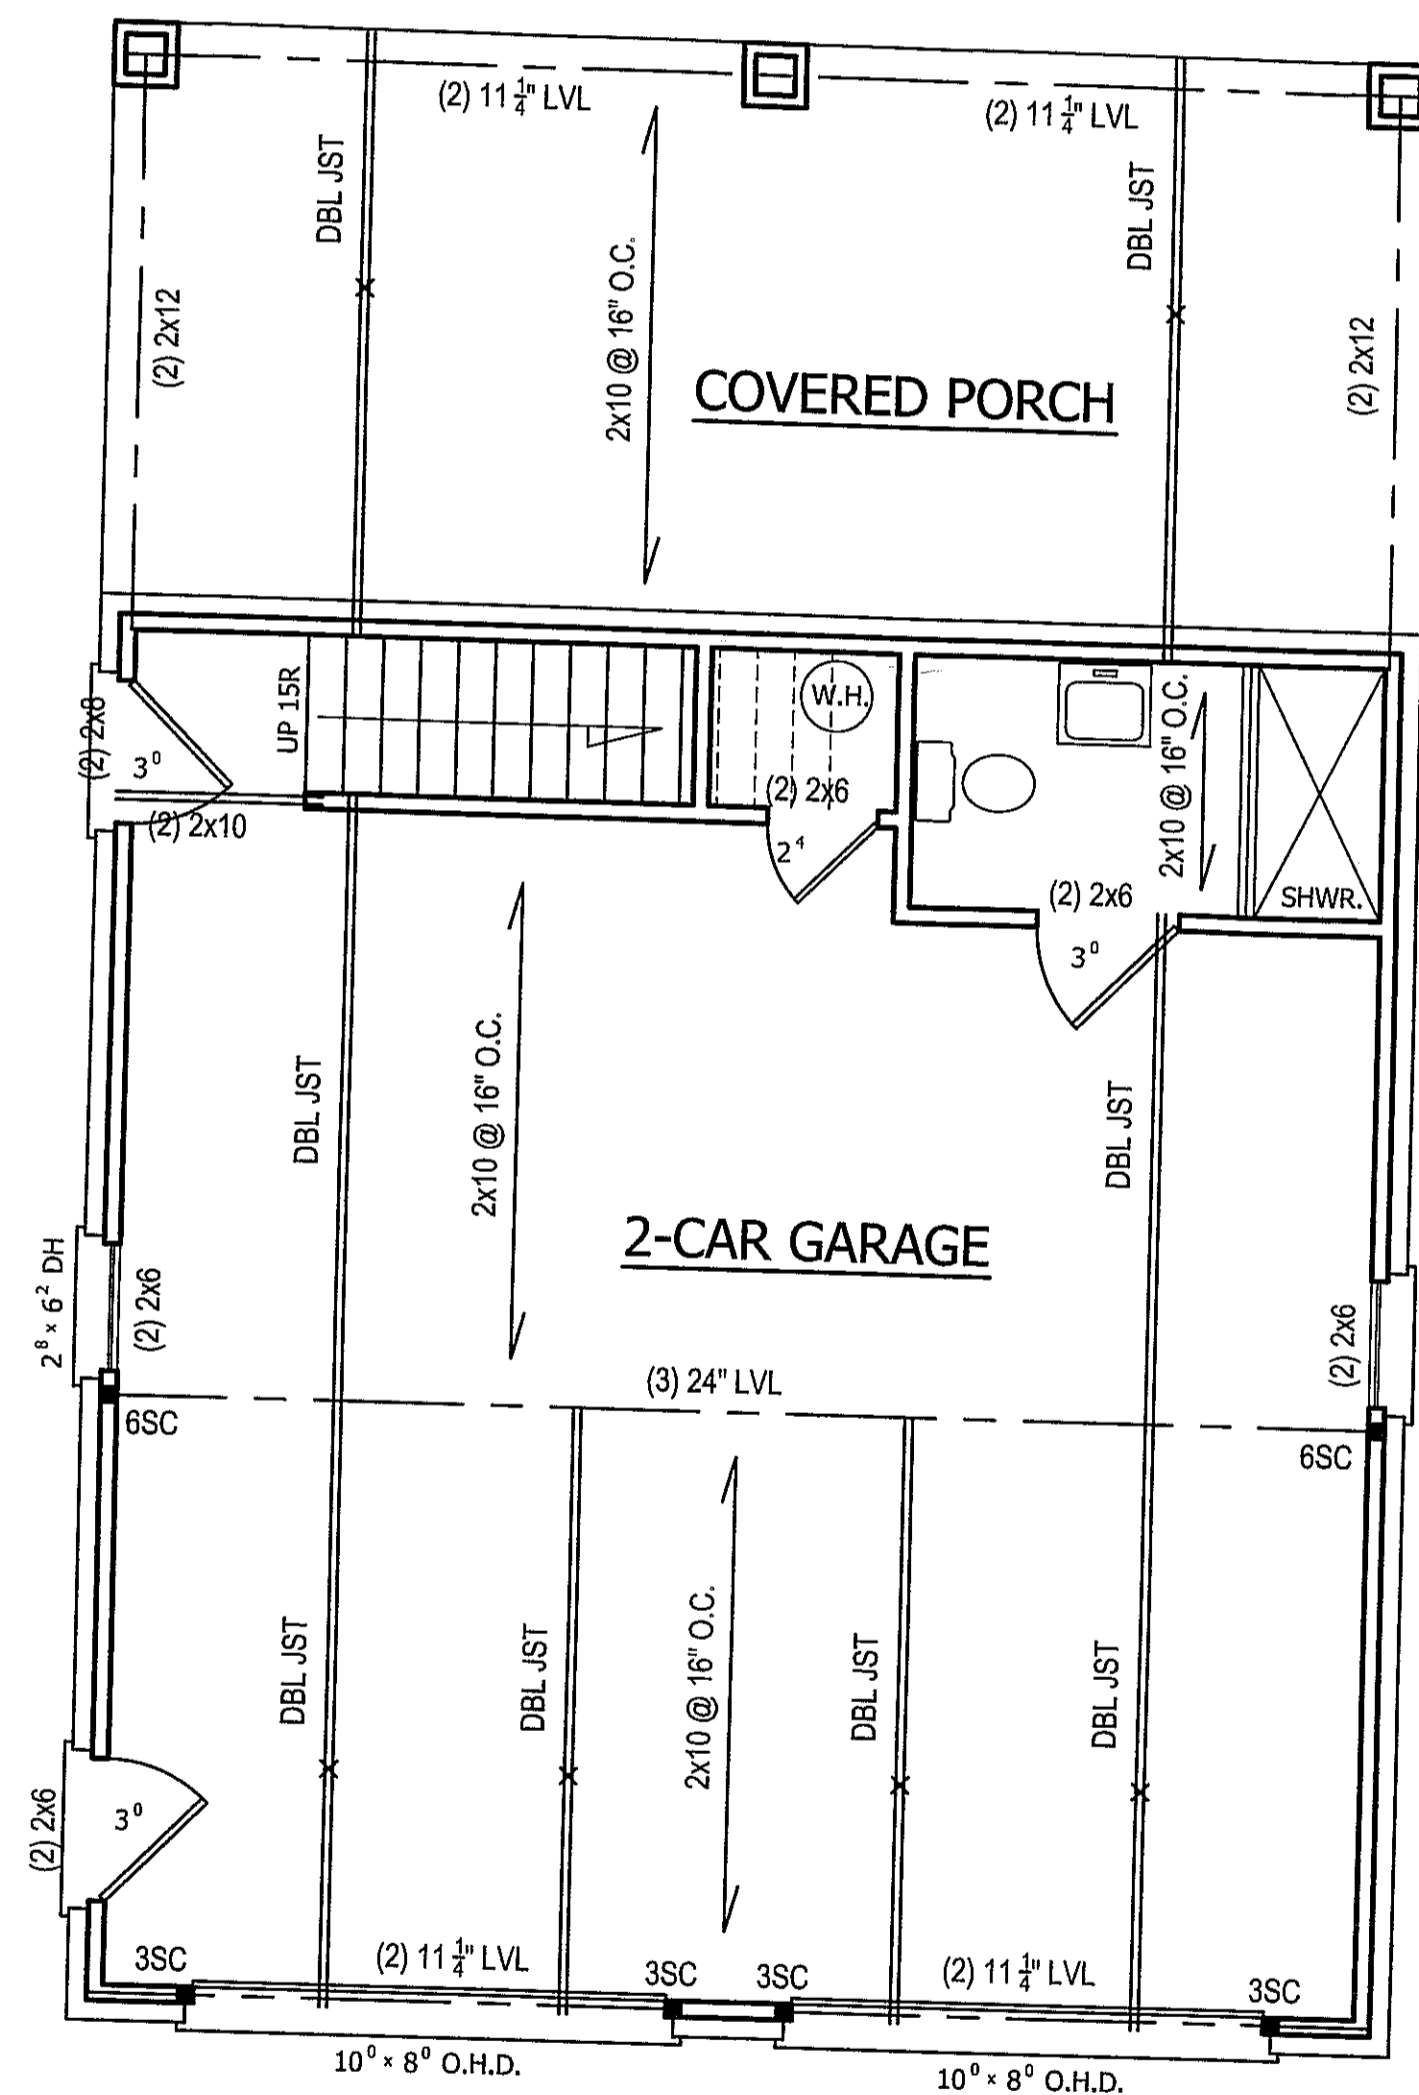 (2) 11 1/4" LVL
(2) 11 1/4" LVL
DBL JST
DBL JST
(2) 2x12
2x10 @ 16" O.C.
(2) 2x12
COVERED PORCH
UP 15R
W.H.
2x10 @ 16" O.C.
(2) 2x8
3⁰
(2) 2x10
(2) 2x6
2⁴
(2) 2x6
SHWR.
3⁰
2x10 @ 16" O.C.
DBL JST
DBL JST
2-CAR GARAGE
2⁸ x 6² DH
(2) 2x6
(2) 2x6
(3) 24" LVL
6SC
6SC
DBL JST
DBL JST
2x10 @ 16" O.C.
DBL JST
DBL JST
(2) 2x6
3⁰
3SC
(2) 11 1/4" LVL
3SC
3SC
(2) 11 1/4" LVL
3SC
10⁰ x 8⁰ O.H.D.
10⁰ x 8⁰ O.H.D.